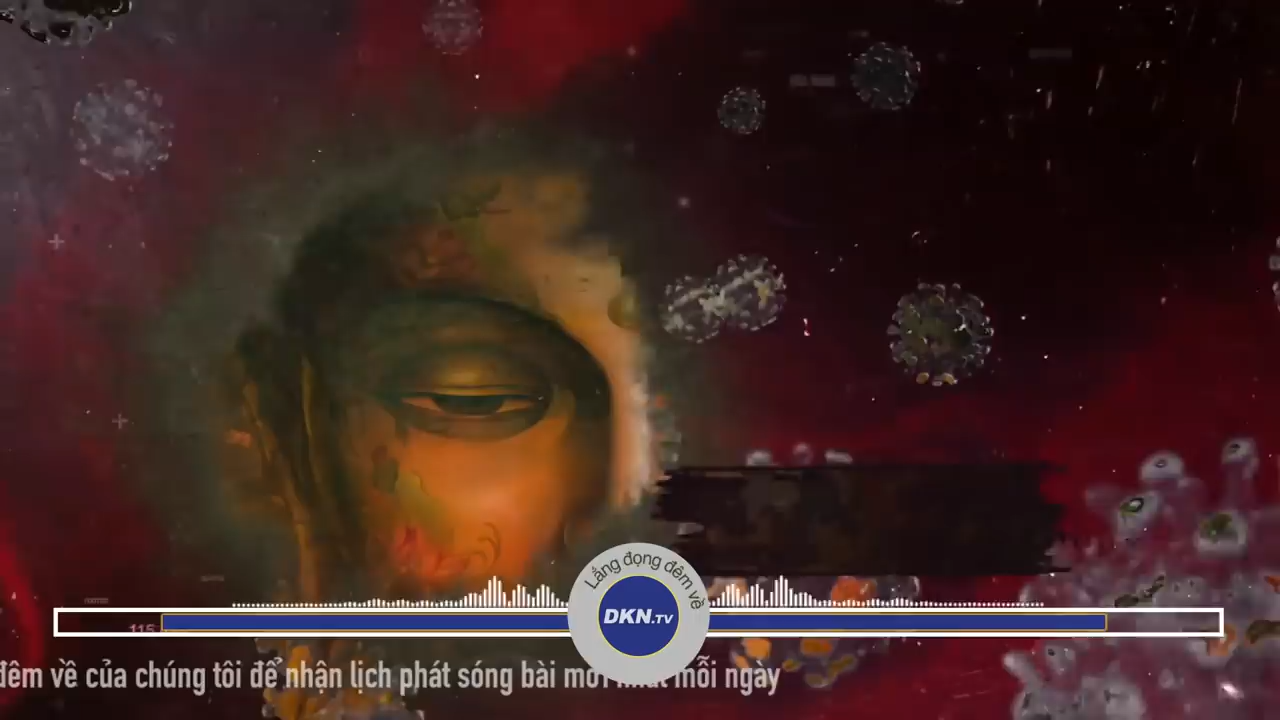 Lắng đọng đêm về
DKN.TV
115
đêm về của chúng tôi để nhận lịch phát sóng bài mới nhất mỗi ngày